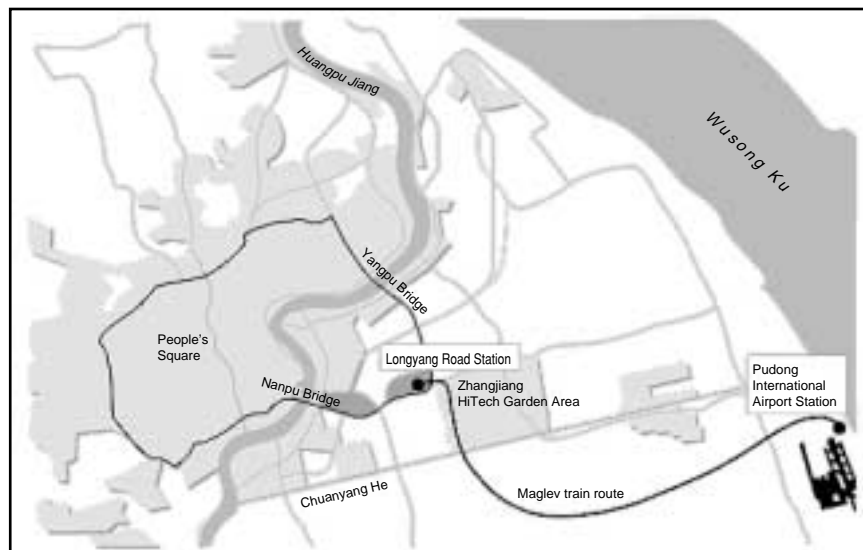 Huangpu Jiang
Wusong Ku
Yangpu Bridge
People's
Square
Longyang Road Station
Nanpu Bridge
Zhangjiang
HiTech Garden Area
Pudong
International
Airport Station
Chuanyang He
Maglev train route